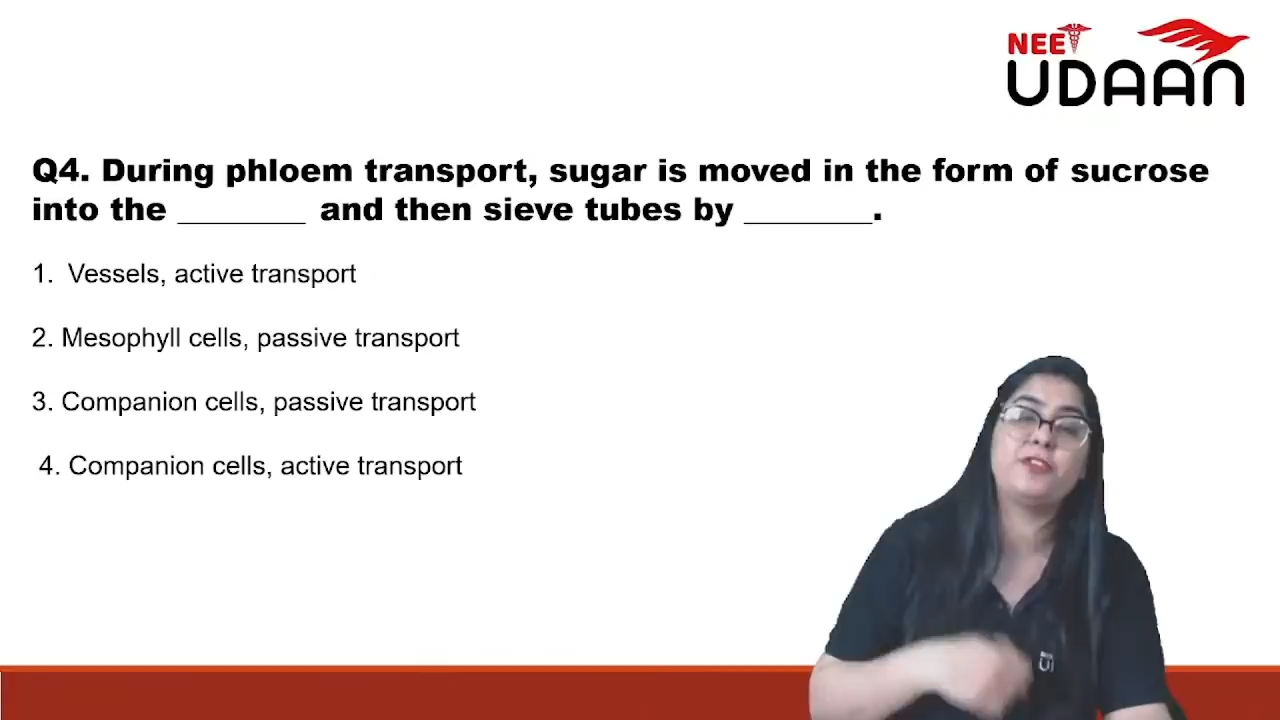 NEET
UDAAN
Q4. During phloem transport, sugar is moved in the form of sucrose
into the ________ and then sieve tubes by ________.
1. Vessels, active transport
2. Mesophyll cells, passive transport
3. Companion cells, passive transport
4. Companion cells, active transport